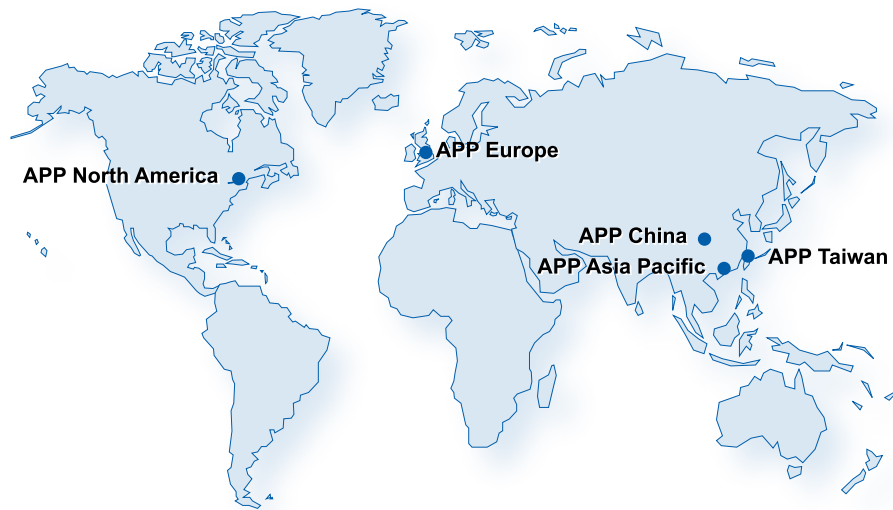 APP Europe
APP North America
APP China
APP Taiwan
APP Asia Pacific